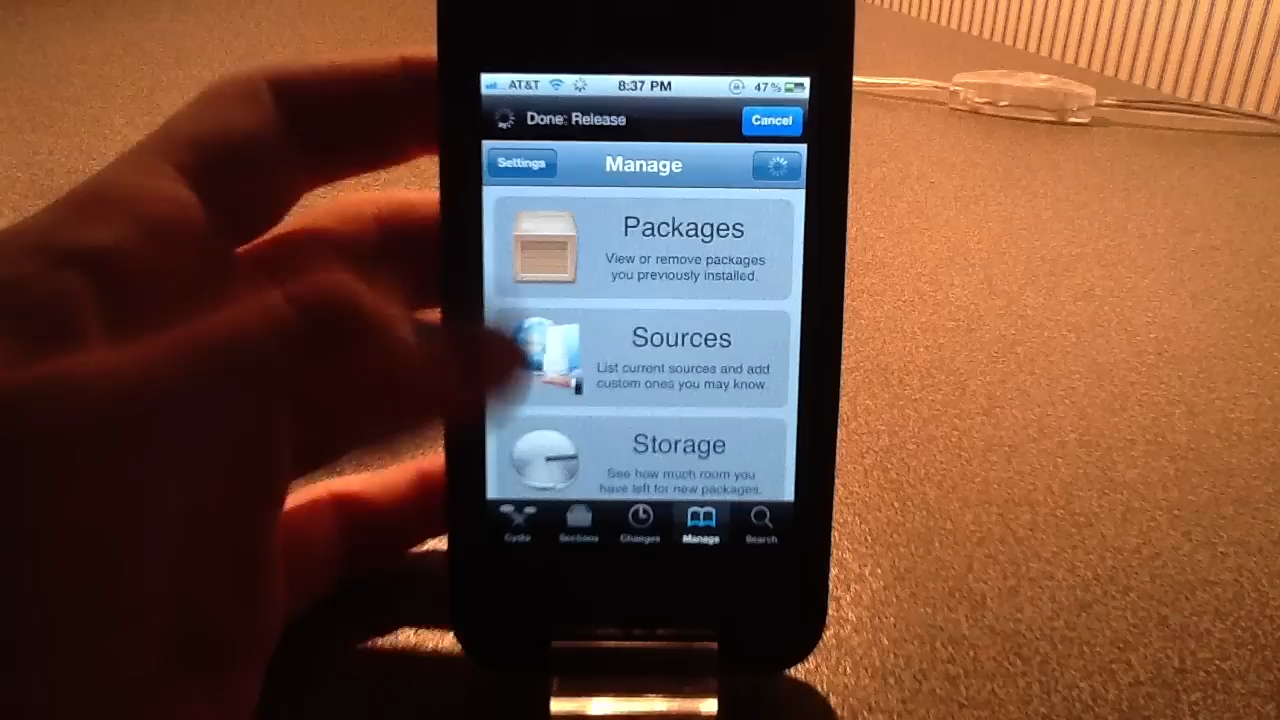 AT&T 8:37 PM 47%
Done: Release Cancel
Settings Manage
Packages
View or remove packages
you previously installed.
Sources
List current sources and add
custom ones you may know.
Storage
See how much room you
have left for new packages.
Cydia Sections Changes Manage Search